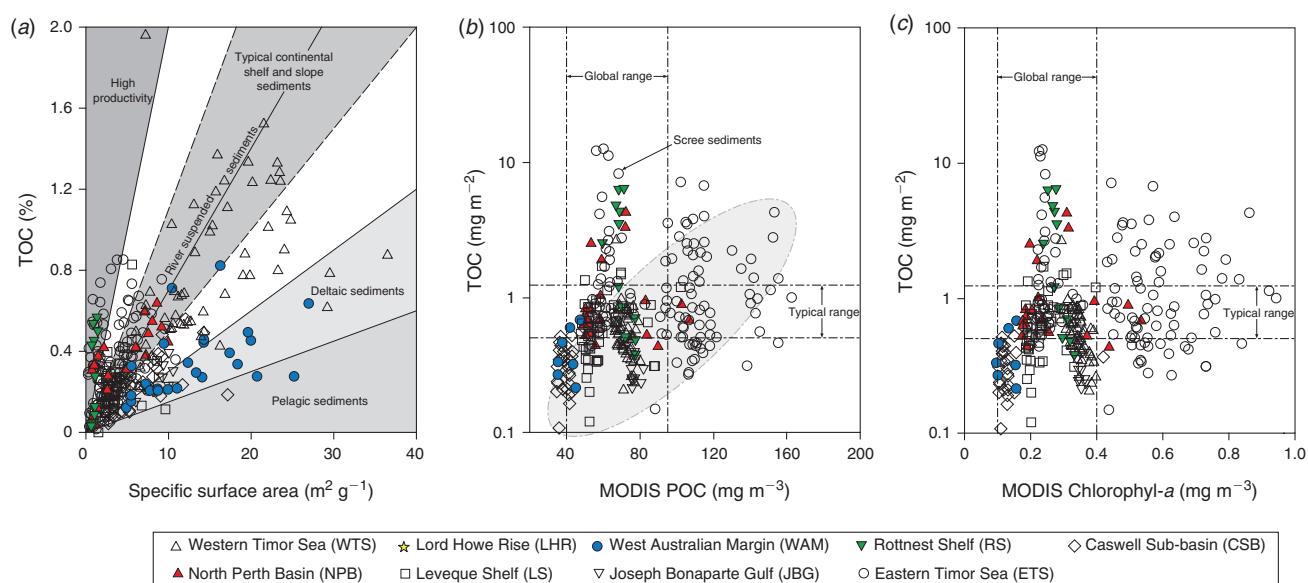 (a)
2.0
1.6
1.2
0.8
0.4
0
TOC (%)
High
productivity
Typical continental
shelf and slope
sediments
River suspended sediments
Deltaic sediments
Pelagic sediments
0 10 20 30 40
Specific surface area (m² g⁻¹)
(b)
100
10
1
0.1
TOC (mg m⁻²)
Global range
Scree sediments
Typical range
40 80 120 160 200
MODIS POC (mg m⁻³)
(c)
100
10
1
0.1
TOC (mg m⁻²)
Global range
Typical range
0 0.2 0.4 0.6 0.8 1.0
MODIS Chlorophyl-a (mg m⁻³)
Western Timor Sea (WTS) Lord Howe Rise (LHR) West Australian Margin (WAM) Rottnest Shelf (RS) Caswell Sub-basin (CSB)
North Perth Basin (NPB) Leveque Shelf (LS) Joseph Bonaparte Gulf (JBG) Eastern Timor Sea (ETS)